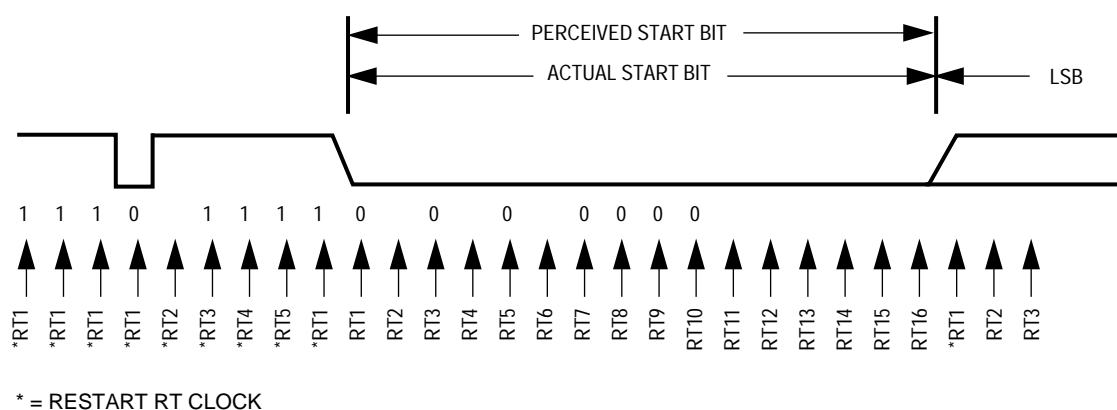 PERCEIVED START BIT
ACTUAL START BIT LSB
1 1 1 0 1 1 1 1 0 0 0 0 0 0 0
*RT1 *RT1 *RT1 *RT1 *RT2 *RT3 *RT4 *RT5 *RT1 RT1 RT2 RT3 RT4 RT5 RT6 RT7 RT8 RT9 RT10 RT11 RT12 RT13 RT14 RT15 RT16 *RT1 RT2 RT3
* = RESTART RT CLOCK